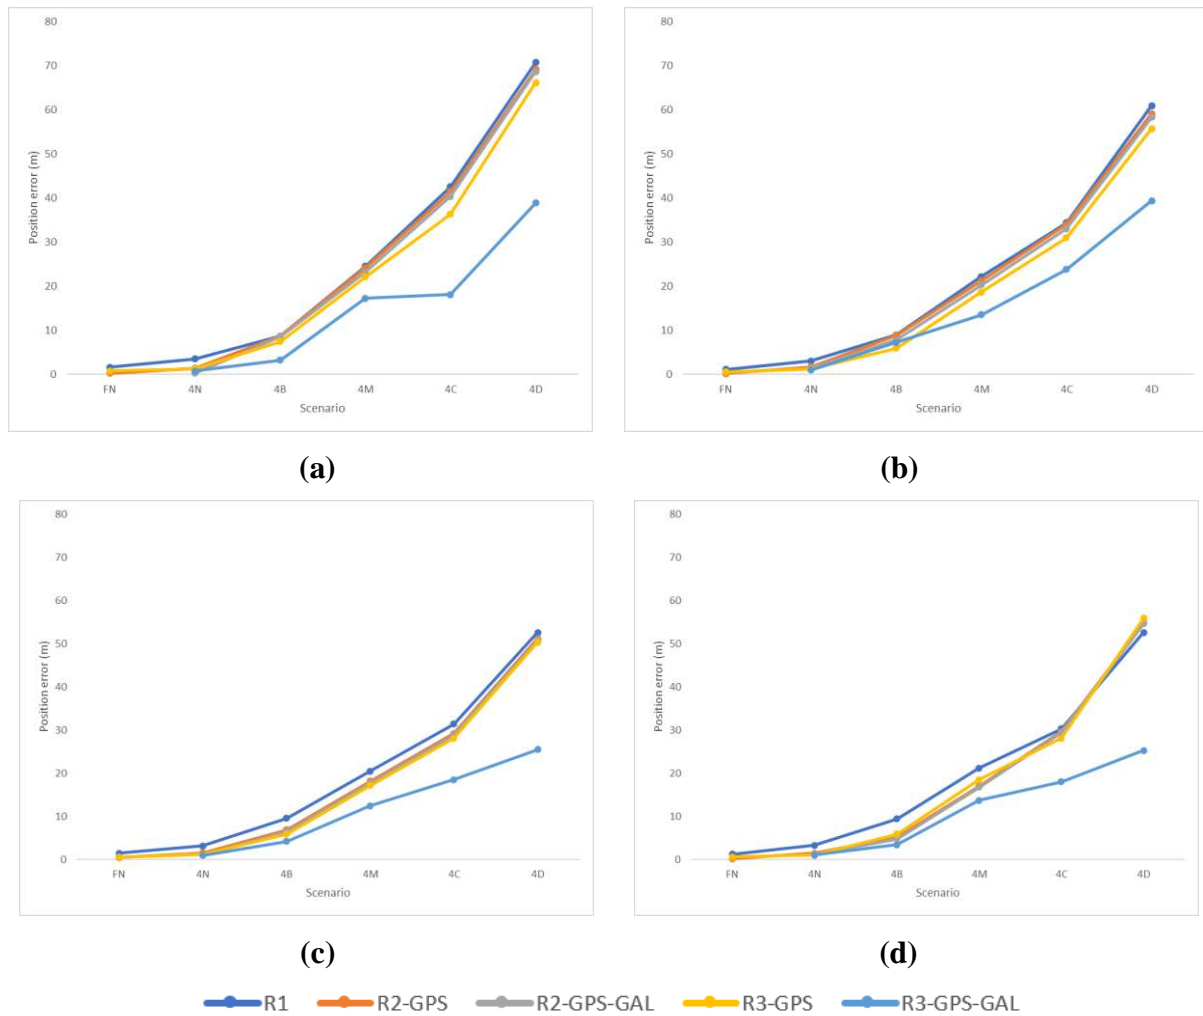 80
70
60
50
40
30
20
10
0
Position error (m)
FN 4N 4B 4M 4C 4D
Scenario
(a)
80
70
60
50
40
30
20
10
0
Position error (m)
FN 4N 4B 4M 4C 4D
Scenario
(b)
80
70
60
50
40
30
20
10
0
Position error (m)
FN 4N 4B 4M 4C 4D
Scenario
(c)
80
70
60
50
40
30
20
10
0
Position error (m)
FN 4N 4B 4M 4C 4D
Scenario
(d)
R1 R2-GPS R2-GPS-GAL R3-GPS R3-GPS-GAL